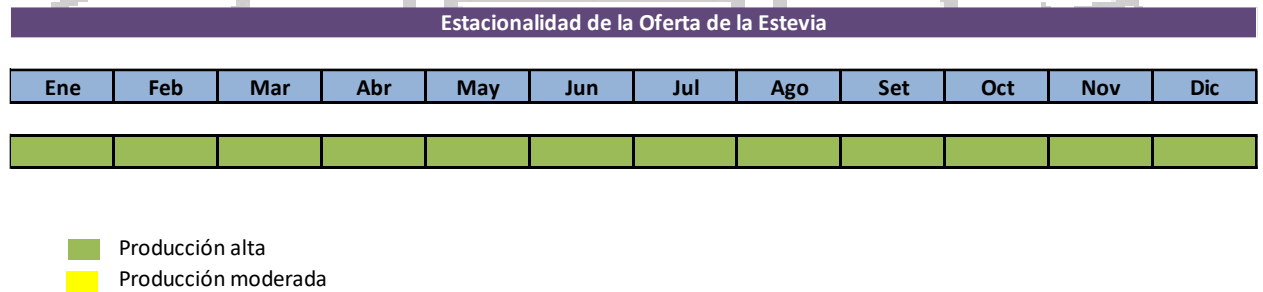 Estacionalidad de la Oferta de la Estevia
Ene Feb Mar Abr May Jun Jul Ago Set Oct Nov Dic
Producción alta
Producción moderada